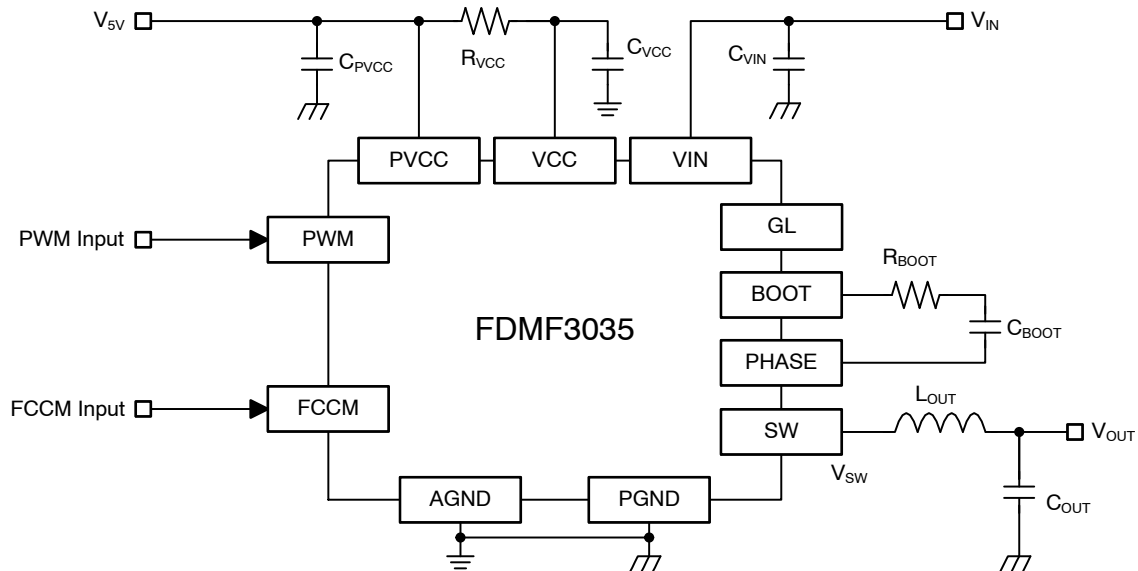 V5V
VIN
CPVCC
RVCC
CVCC
CVIN
PVCC
VCC
VIN
PWM Input
PWM
GL
RBOOT
BOOT
CBOOT
FDMF3035
PHASE
FCCM Input
FCCM
LOUT
SW
VOUT
VSW
AGND
PGND
COUT